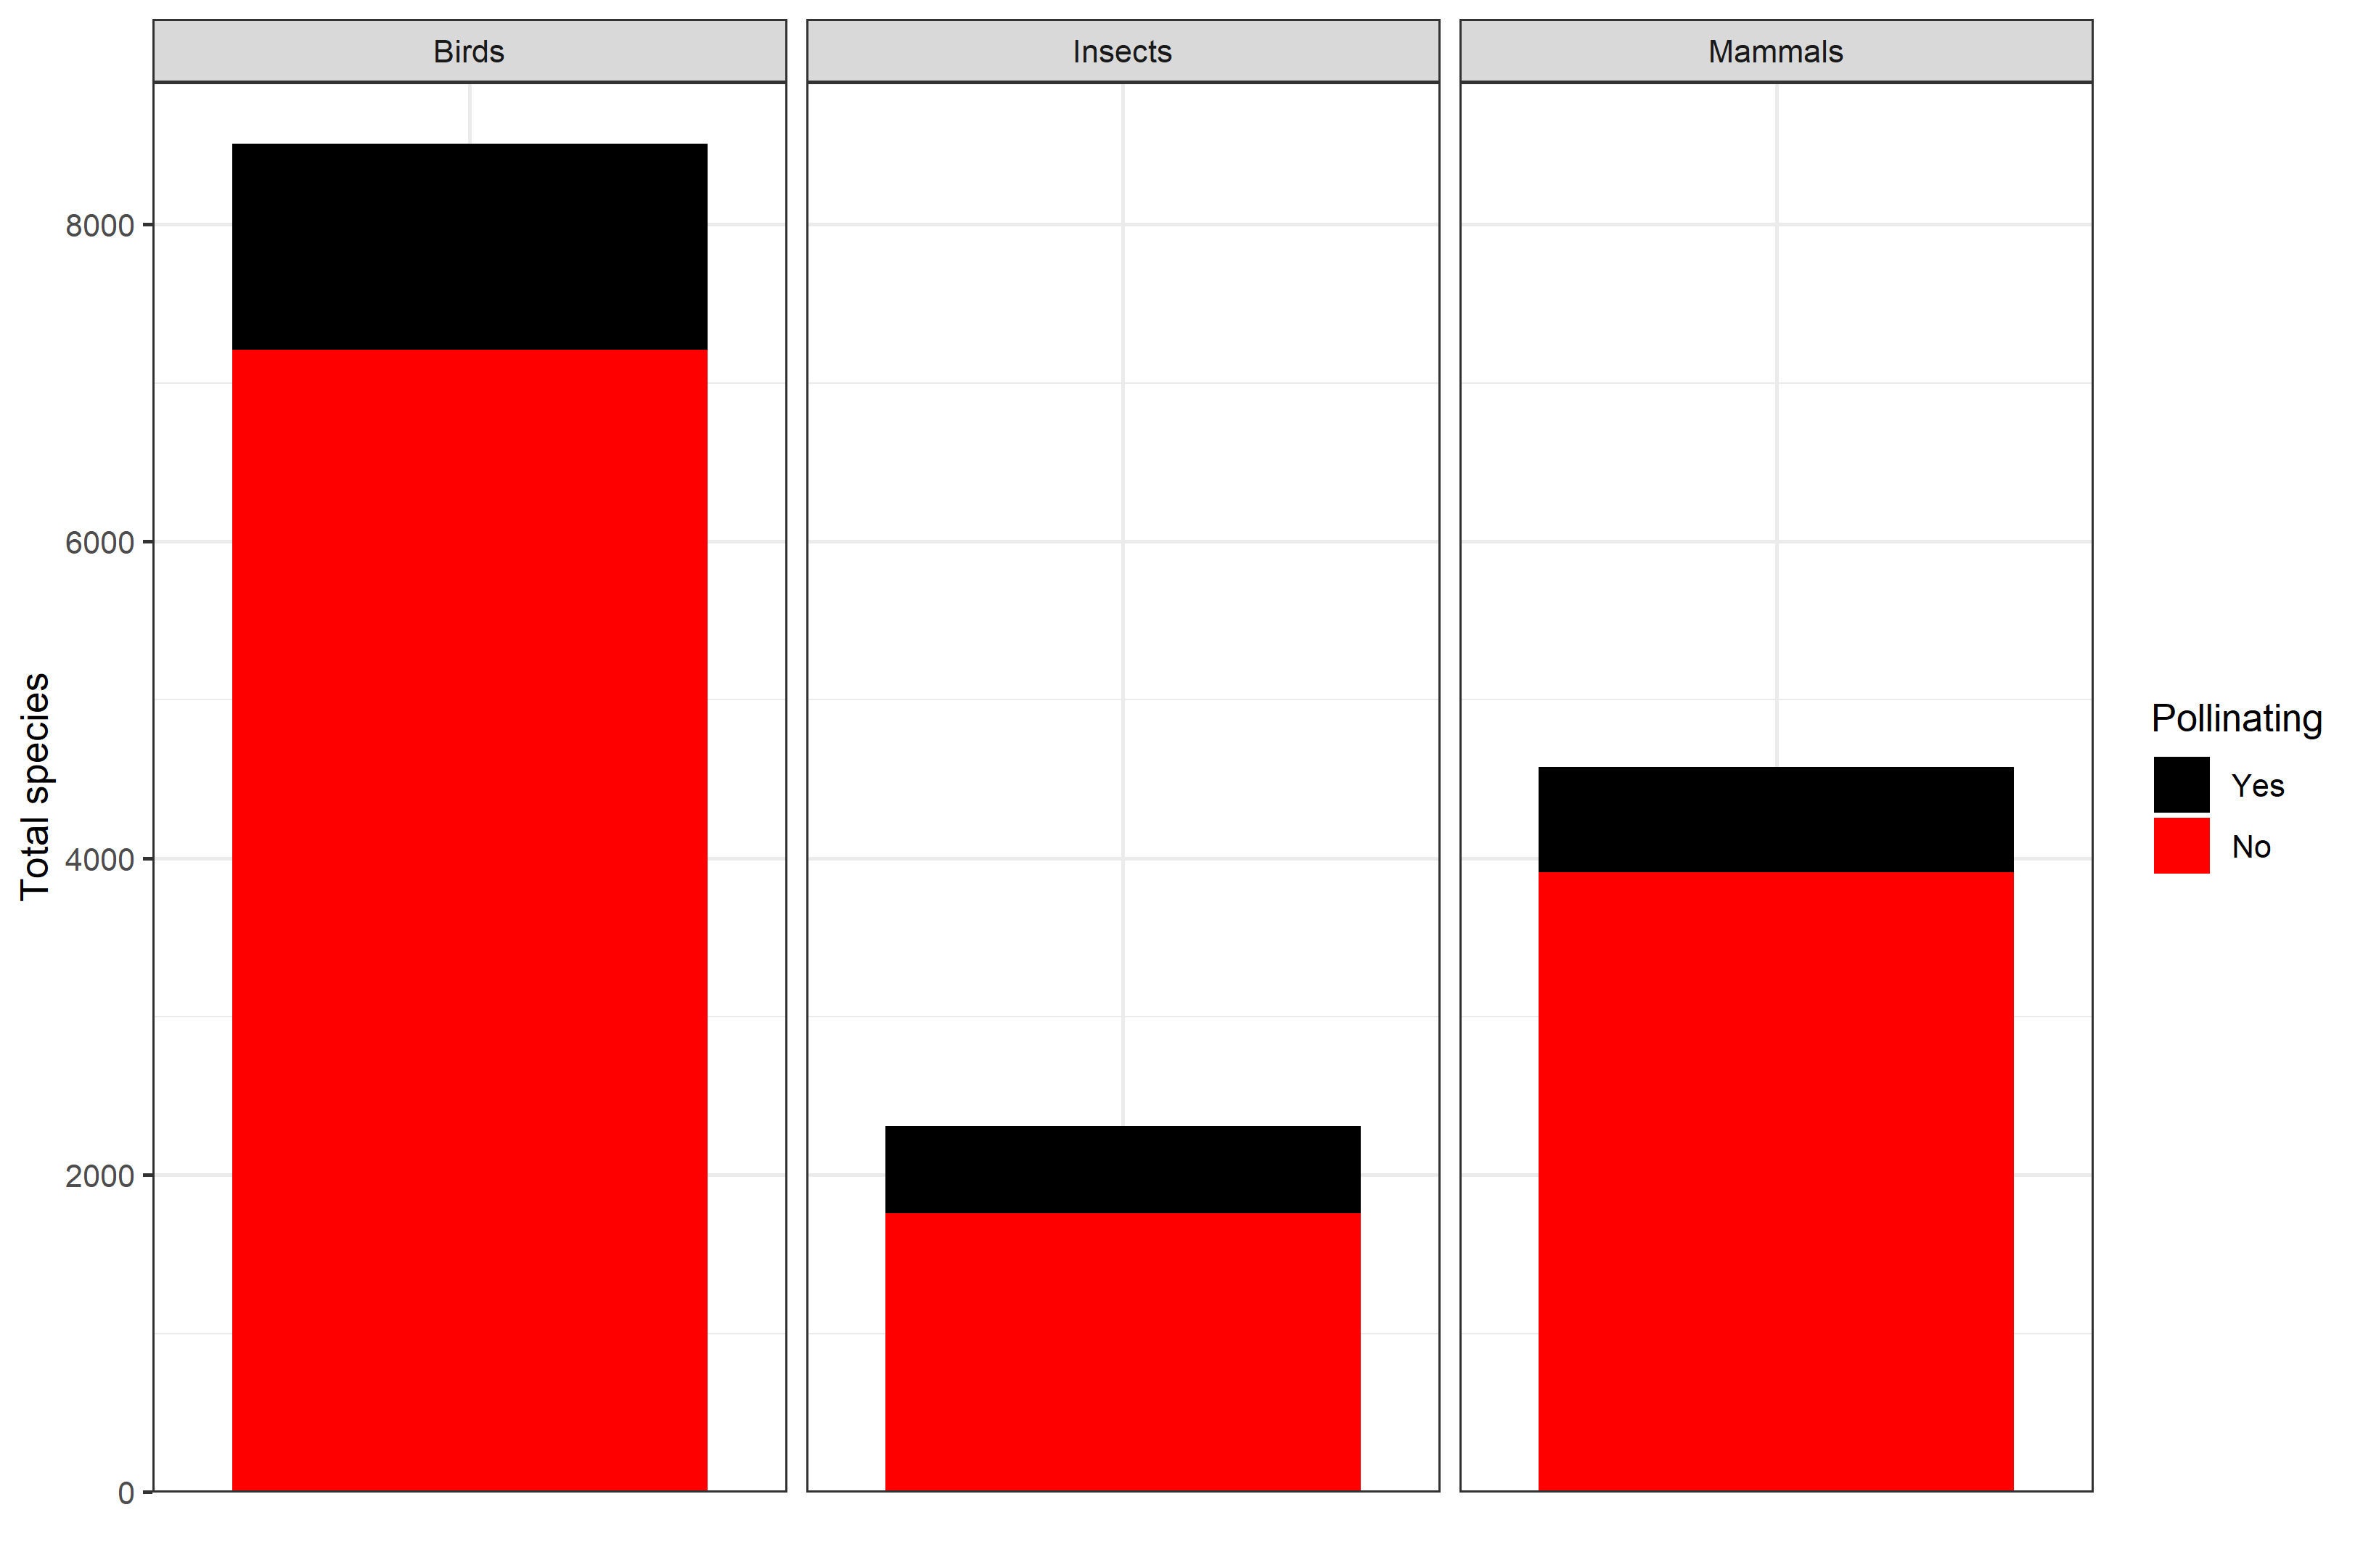 Birds
Insects
Mammals
8000
6000
4000
2000
0
Total species
Pollinating
Yes
No